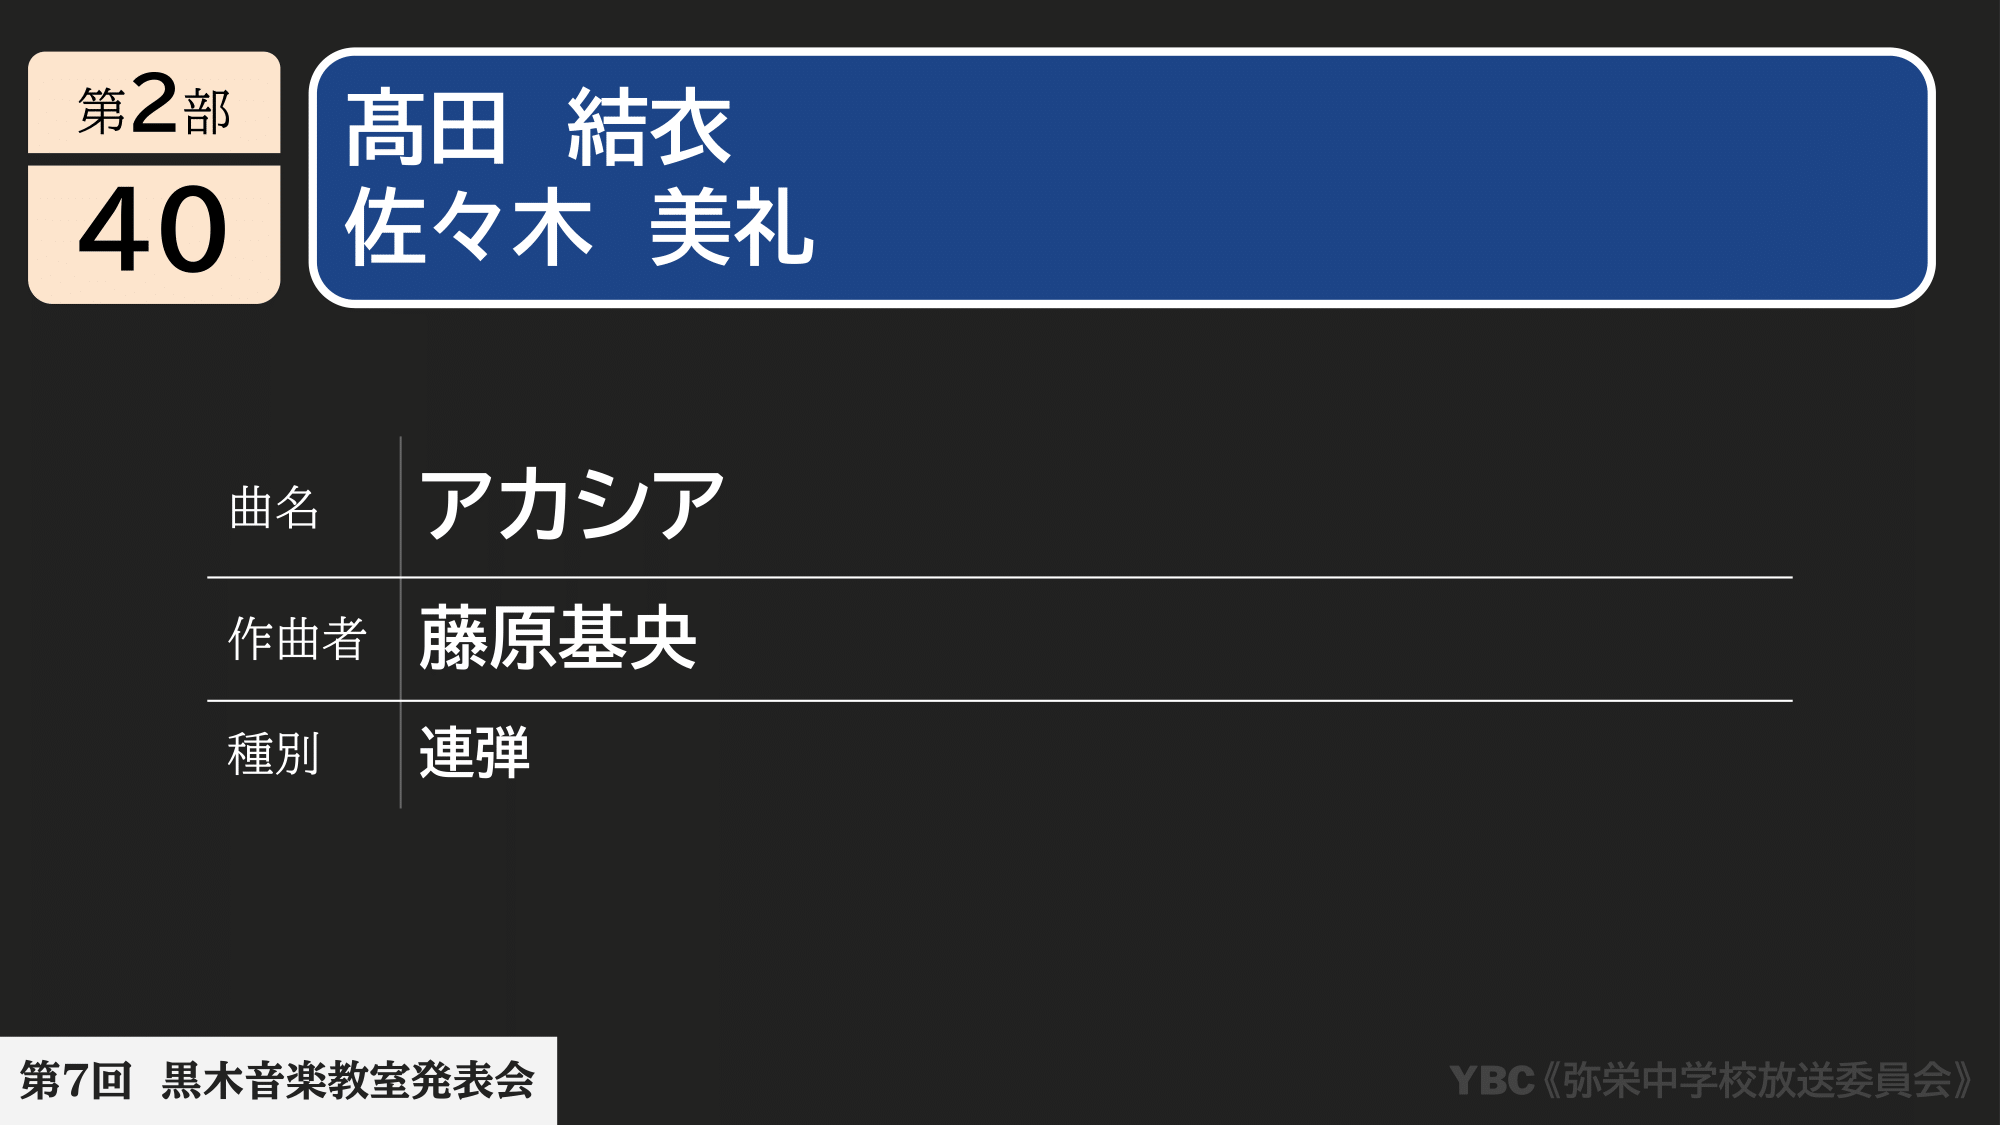 第2部
40
髙田　結衣
佐々木　美礼
曲名　アカシア
作曲者　藤原基央
種別　連弾
第7回　黒木音楽教室発表会
YBC《弥栄中学校放送委員会》